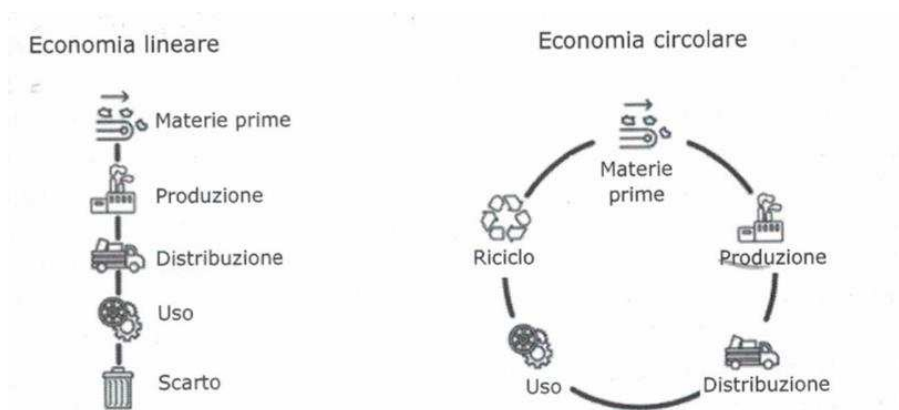 Economia lineare
Materie prime
Produzione
Distribuzione
Uso
Scarto
Economia circolare
Materie
prime
Produzione
Distribuzione
Uso
Riciclo